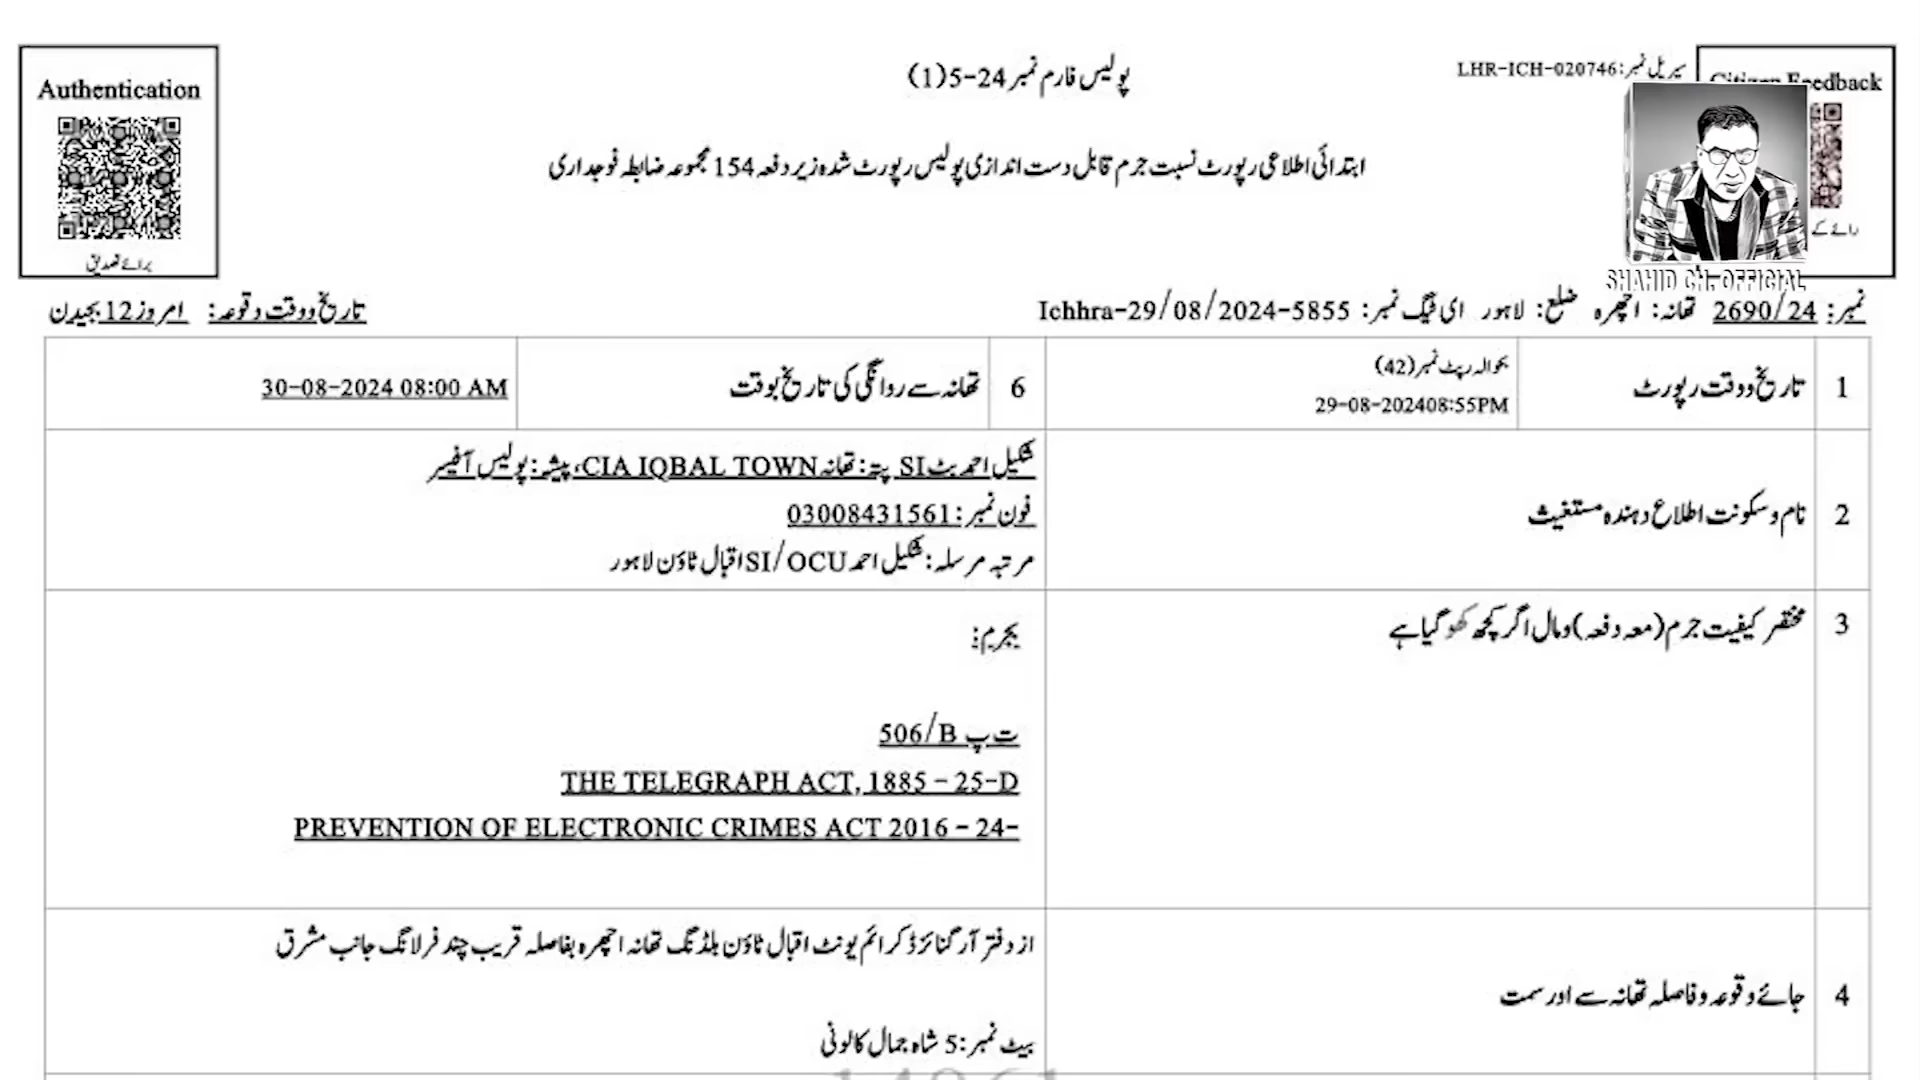 Authentication
برائے تصدیق
پولیس فارم نمبر 24-5(1)
سیریل نمبر: LHR-ICH-020746
Citizen Feedback
رائے کے
ابتدائی اطلاعی رپورٹ نسبت جرم قابل دست اندازی پولیس رپورٹ شدہ زیر دفعہ 154 مجموعہ ضابطہ فوجداری
SHAHID CH. OFFICIAL
نمبر: 2690/24 تھانہ: اچھرہ ضلع: لاہور ای ٹیگ نمبر: Ichhra-29/08/2024-5855 تاریخ و وقت وقوعہ: امروز 12 بجیدن
1 تاریخ و وقت رپورٹ
بحوالہ رپٹ نمبر (42)
29-08-202408:55PM
6 تھانہ سے روانگی کی تاریخ بوقت
30-08-2024 08:00 AM
2 نام و سکونت اطلاع دہندہ مستغیث
شکیل احمد بٹ SI پتہ: تھانہ CIA IQBAL TOWN، پیشہ: پولیس آفیسر
فون نمبر: 03008431561
مرتبہ مرسلہ: شکیل احمد SI/OCU اقبال ٹاؤن لاہور
3 مختصر کیفیت جرم (معہ دفعہ) و مال اگر کچھ کھو گیا ہے
بجرم:
ت پ 506/B
THE TELEGRAPH ACT, 1885 - 25-D
PREVENTION OF ELECTRONIC CRIMES ACT 2016 - 24-
4 جائے وقوعہ و فاصلہ تھانہ سے اور سمت
از دفتر آرگنائزڈ کرائم یونٹ اقبال ٹاؤن بلڈنگ تھانہ اچھرہ بفاصلہ قریب چند فرلانگ جانب مشرق
بیٹ نمبر: 5 شاہ جمال کالونی